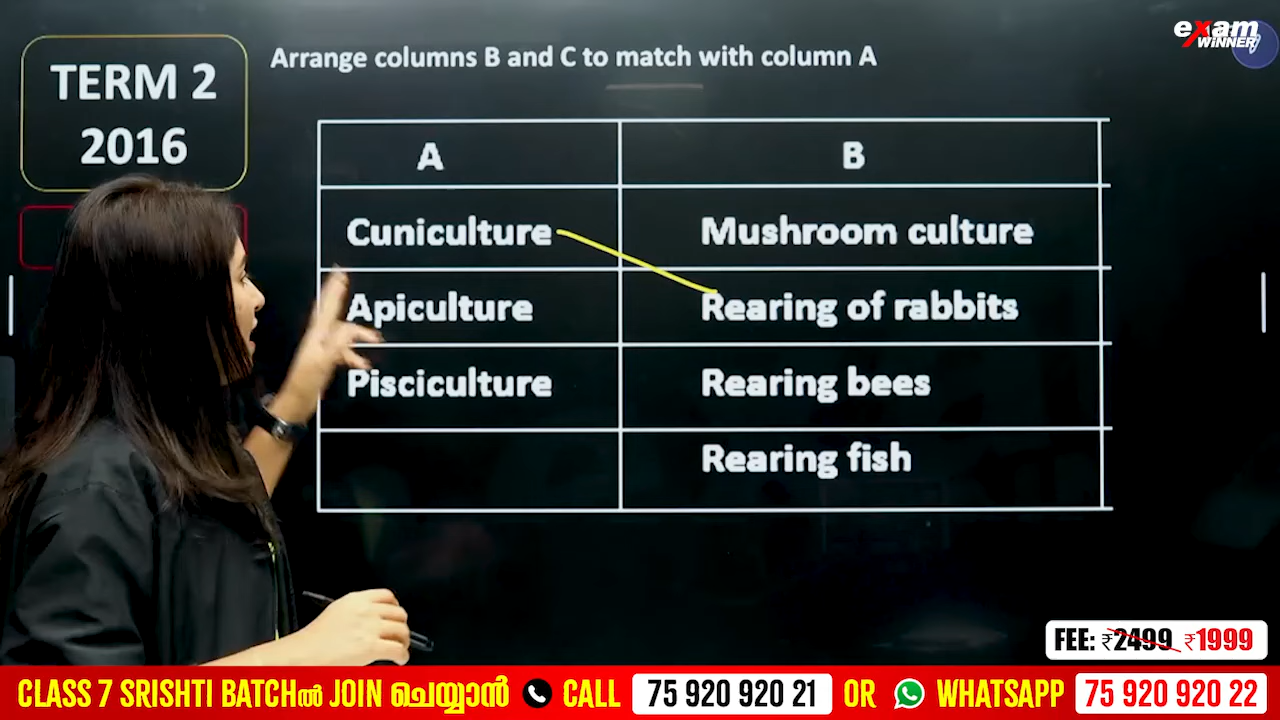 exam
WINNER
TERM 2
2016
Arrange columns B and C to match with column A
A
B
Cuniculture
Mushroom culture
Apiculture
Rearing of rabbits
Pisciculture
Rearing bees
Rearing fish
FEE: ₹2499 ₹1999
CLASS 7 SRISHTI BATCHൽ JOIN ചെയ്യാൻ CALL 75 920 920 21 OR WHATSAPP 75 920 920 22